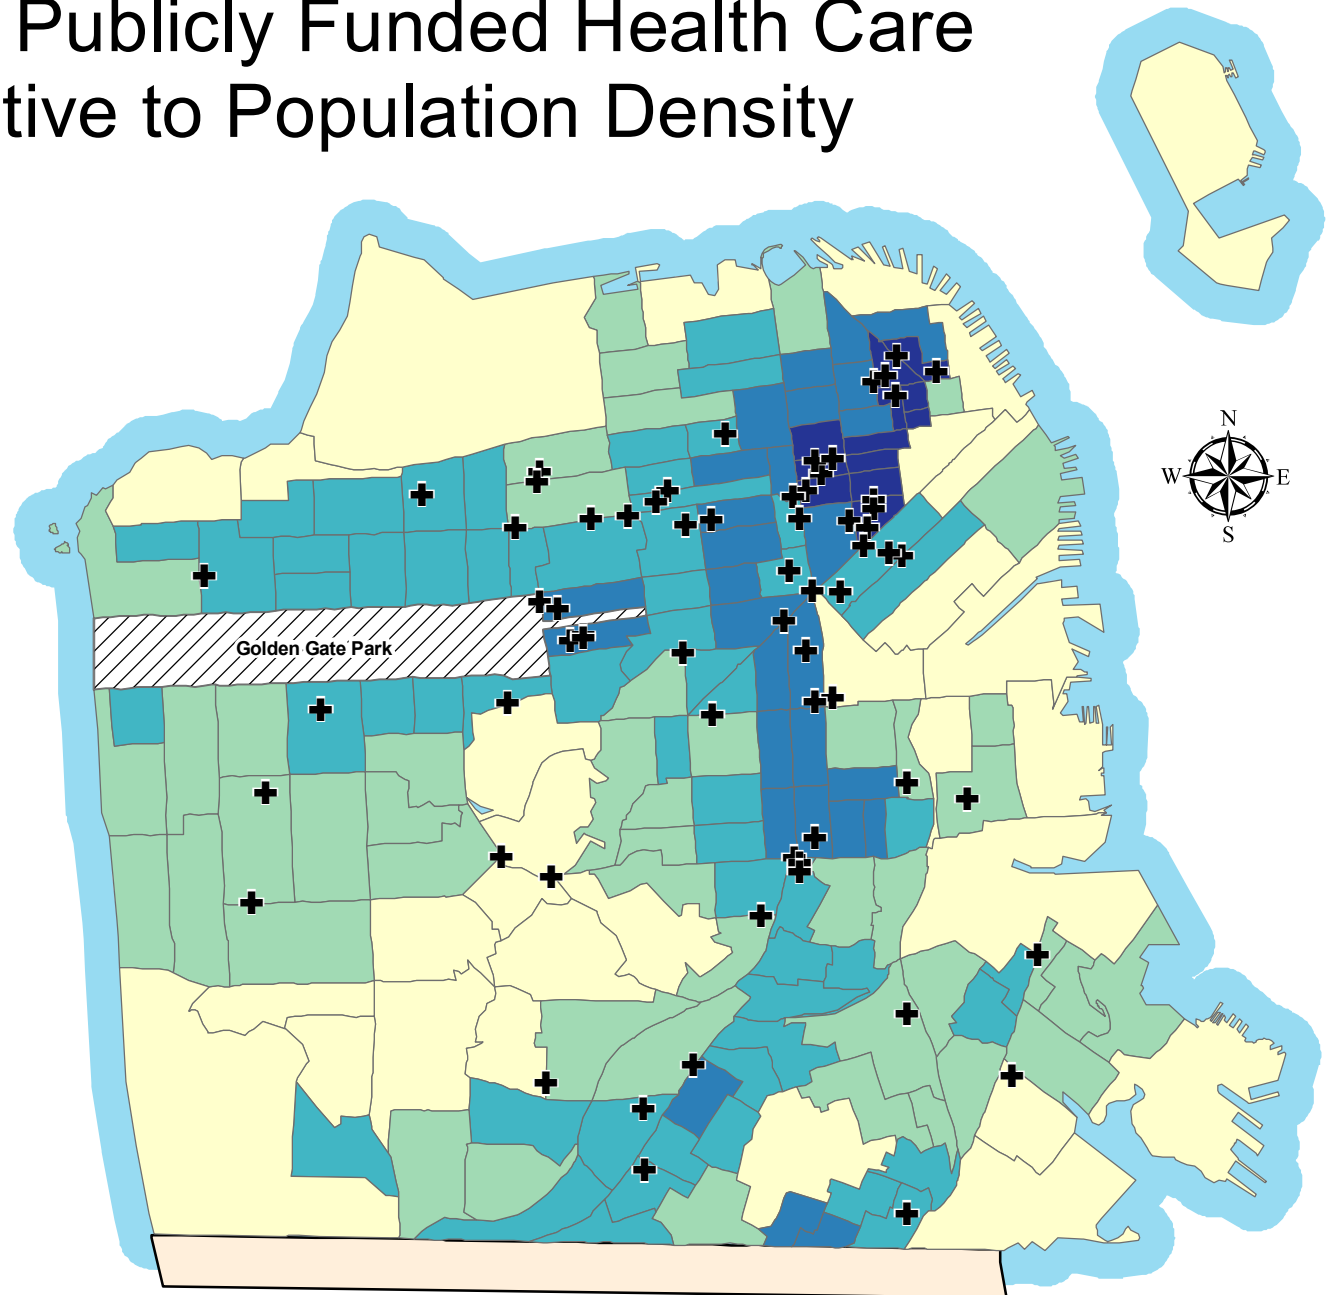 Publicly Funded Health Care
tive to Population Density
N
W E
S
Golden Gate Park